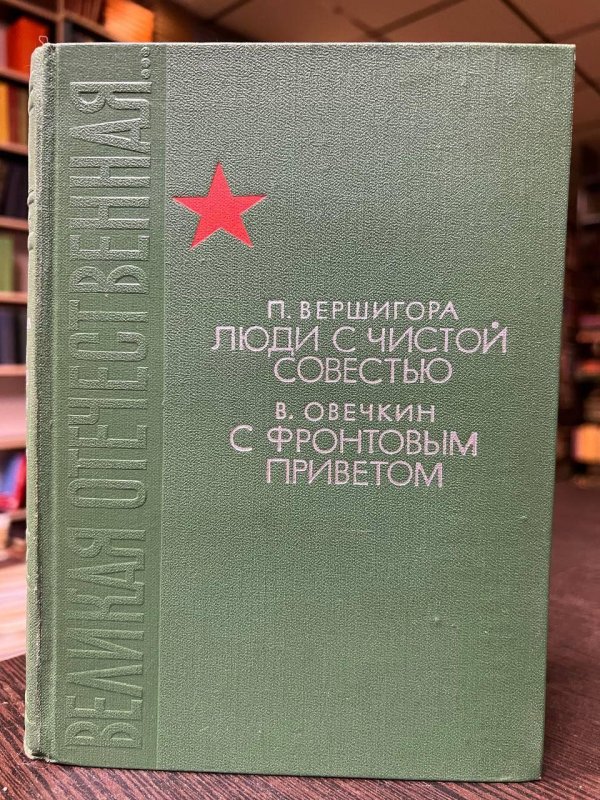 ВЕЛИКАЯ ОТЕЧЕСТВЕННАЯ...
П. ВЕРШИГОРА
ЛЮДИ С ЧИСТОЙ
СОВЕСТЬЮ
В. ОВЕЧКИН
С ФРОНТОВЫМ
ПРИВЕТОМ